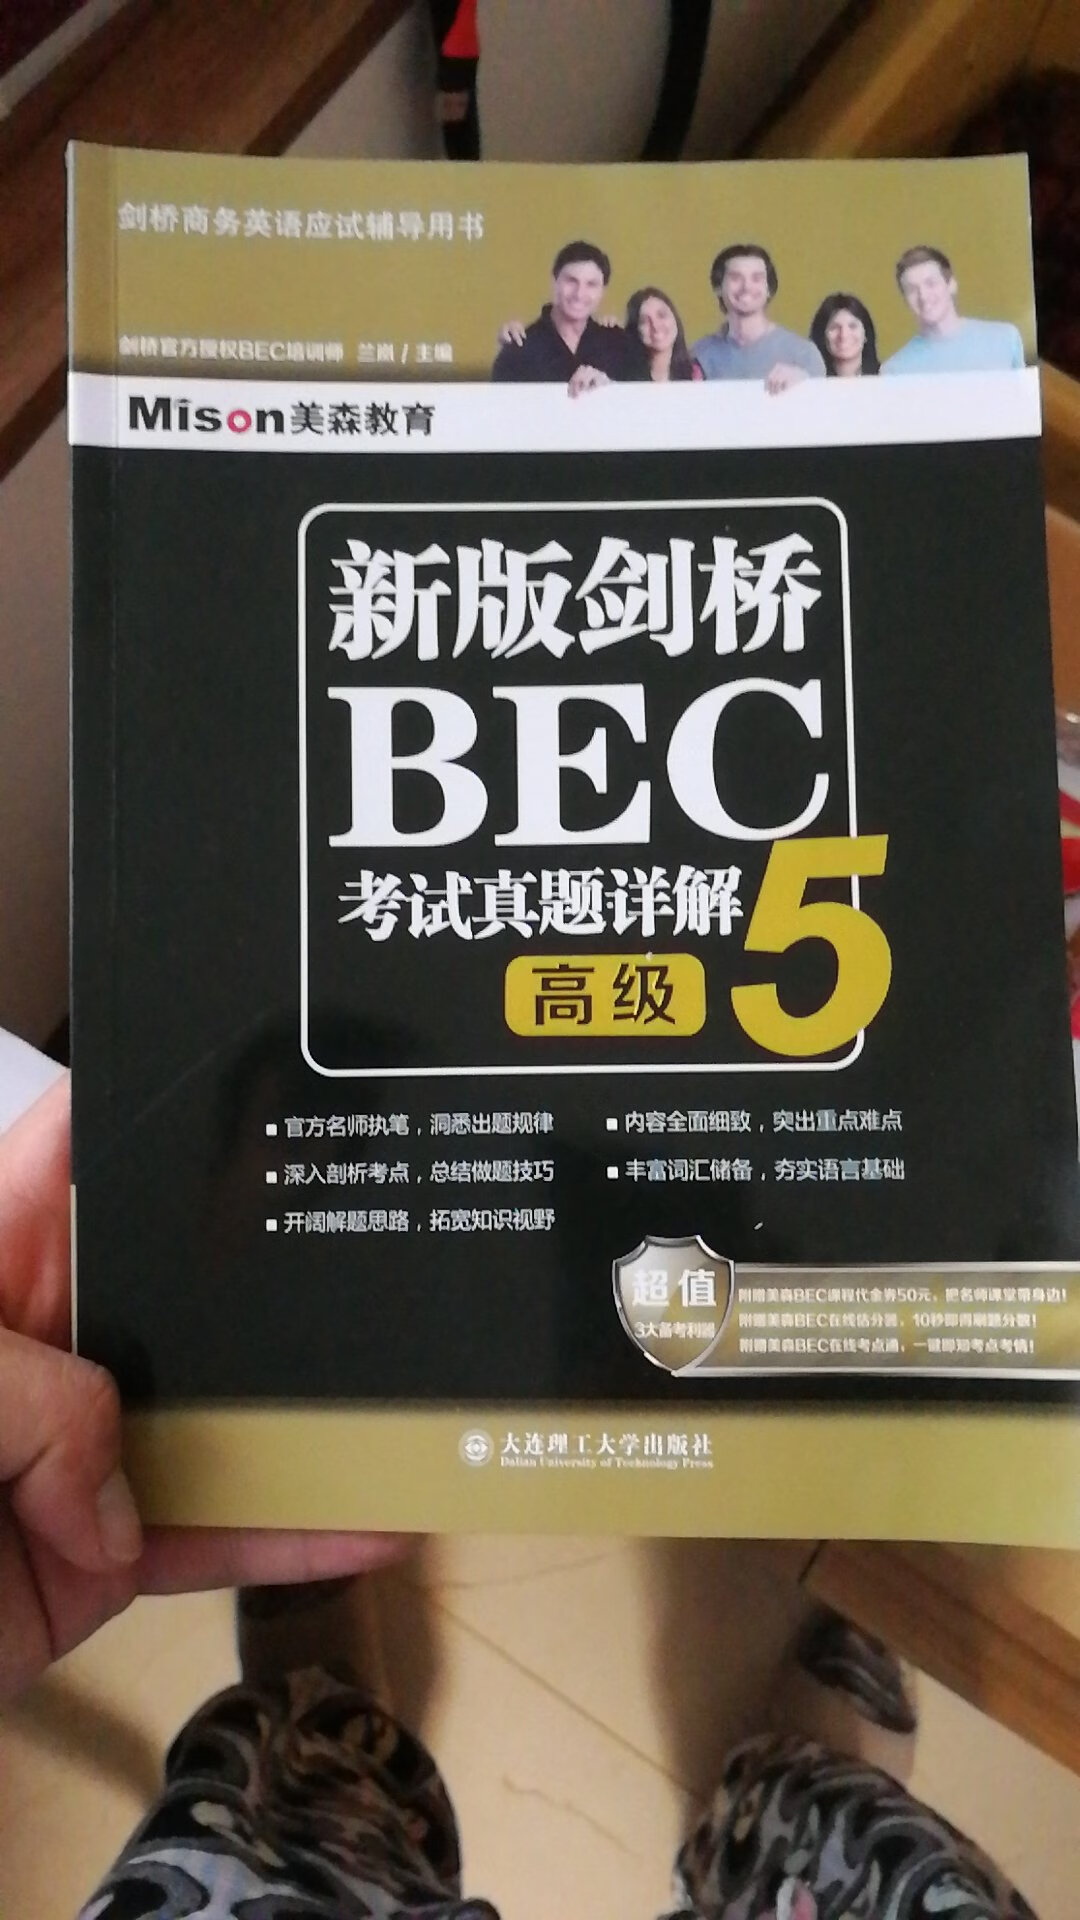 剑桥商务英语应试辅导用书
剑桥官方授权BEC培训师 兰岚 / 主编
Mison美森教育
新版剑桥
BEC
考试真题详解5
高级
▪官方名师执笔，洞悉出题规律
▪内容全面细致，突出重点难点
▪深入剖析考点，总结做题技巧
▪丰富词汇储备，夯实语言基础
▪开阔解题思路，拓宽知识视野
超值
3大备考利器
附赠美森BEC课程代金券50元，把名师课堂带身边！
附赠美森BEC在线估分器，10秒即得刷题分数！
附赠美森BEC在线考点通，一键即知考点考情！
大连理工大学出版社
Dalian University of Technology Press